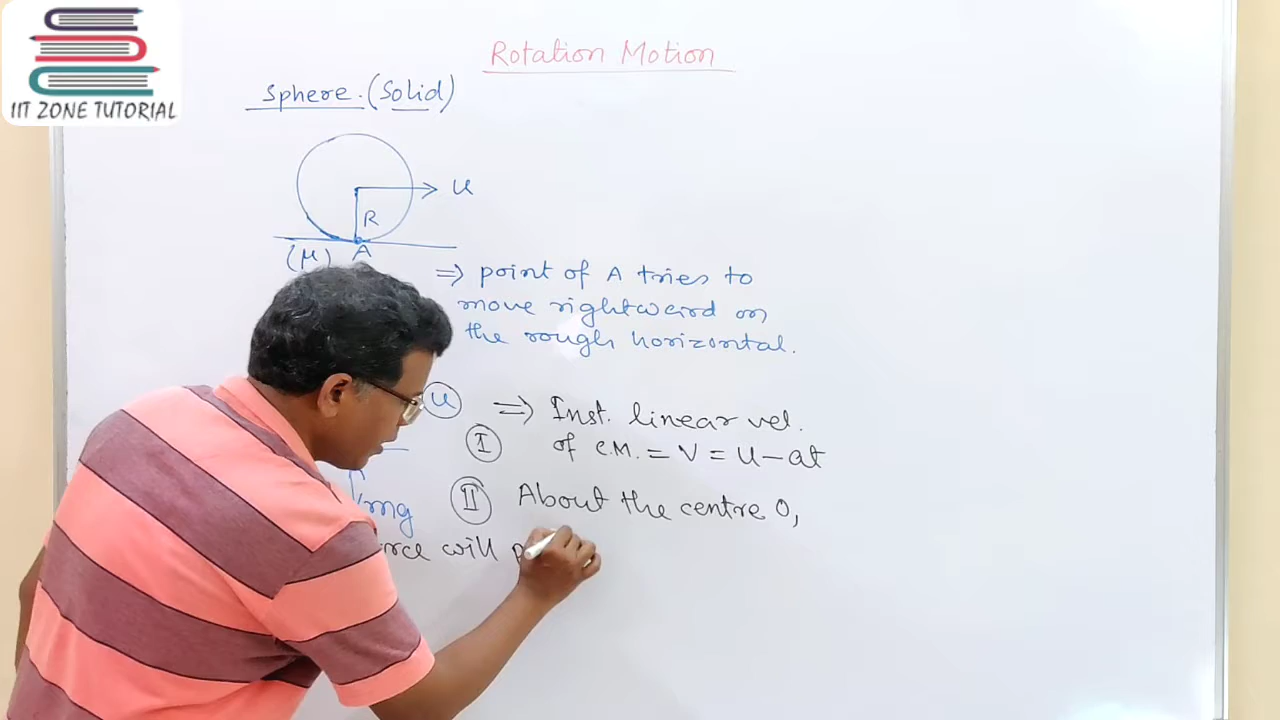 IIT ZONE TUTORIAL
Rotation Motion
Sphere. (Solid)
u
R
(μ) A
⇒ point of A tries to
move rightward on
the rough horizontal.
u ⇒ Inst. linear vel.
I of C.M. = V = U - at
mg II About the centre O,
will